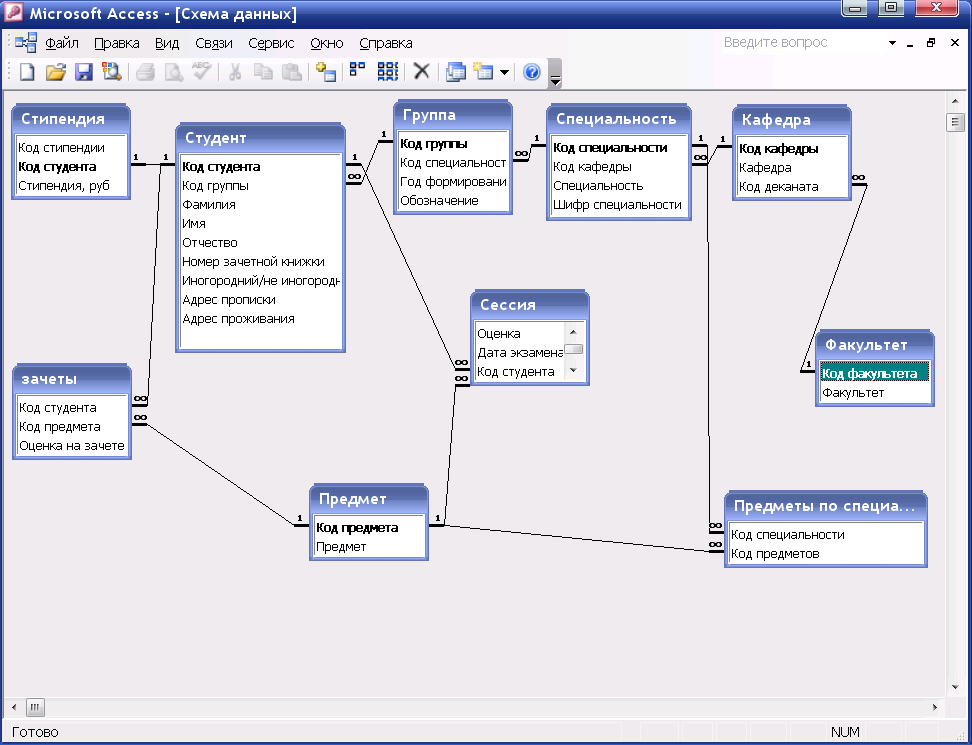 Microsoft Access - [Схема данных]
Файл Правка Вид Связи Сервис Окно Справка Введите вопрос
Стипендия
Код стипендии
Код студента
Стипендия, руб
1
1
Студент
Код студента
Код группы
Фамилия
Имя
Отчество
Номер зачетной книжки
Иногородний/не иногородн
Адрес прописки
Адрес проживания
1
∞
1
Группа
Код группы
Код специальност
Год формировани
Обозначение
∞
1
Специальность
Код специальности
Код кафедры
Специальность
Шифр специальности
1
∞
1
Кафедра
Код кафедры
Кафедра
Код деканата
∞
Сессия
Оценка
Дата экзамена
Код студента
∞
∞
1
Факультет
Код факультета
Факультет
зачеты
Код студента
Код предмета
Оценка на зачете
∞
∞
1
Предмет
Код предмета
Предмет
1
∞
∞
Предметы по специа...
Код специальности
Код предметов
Готово NUM